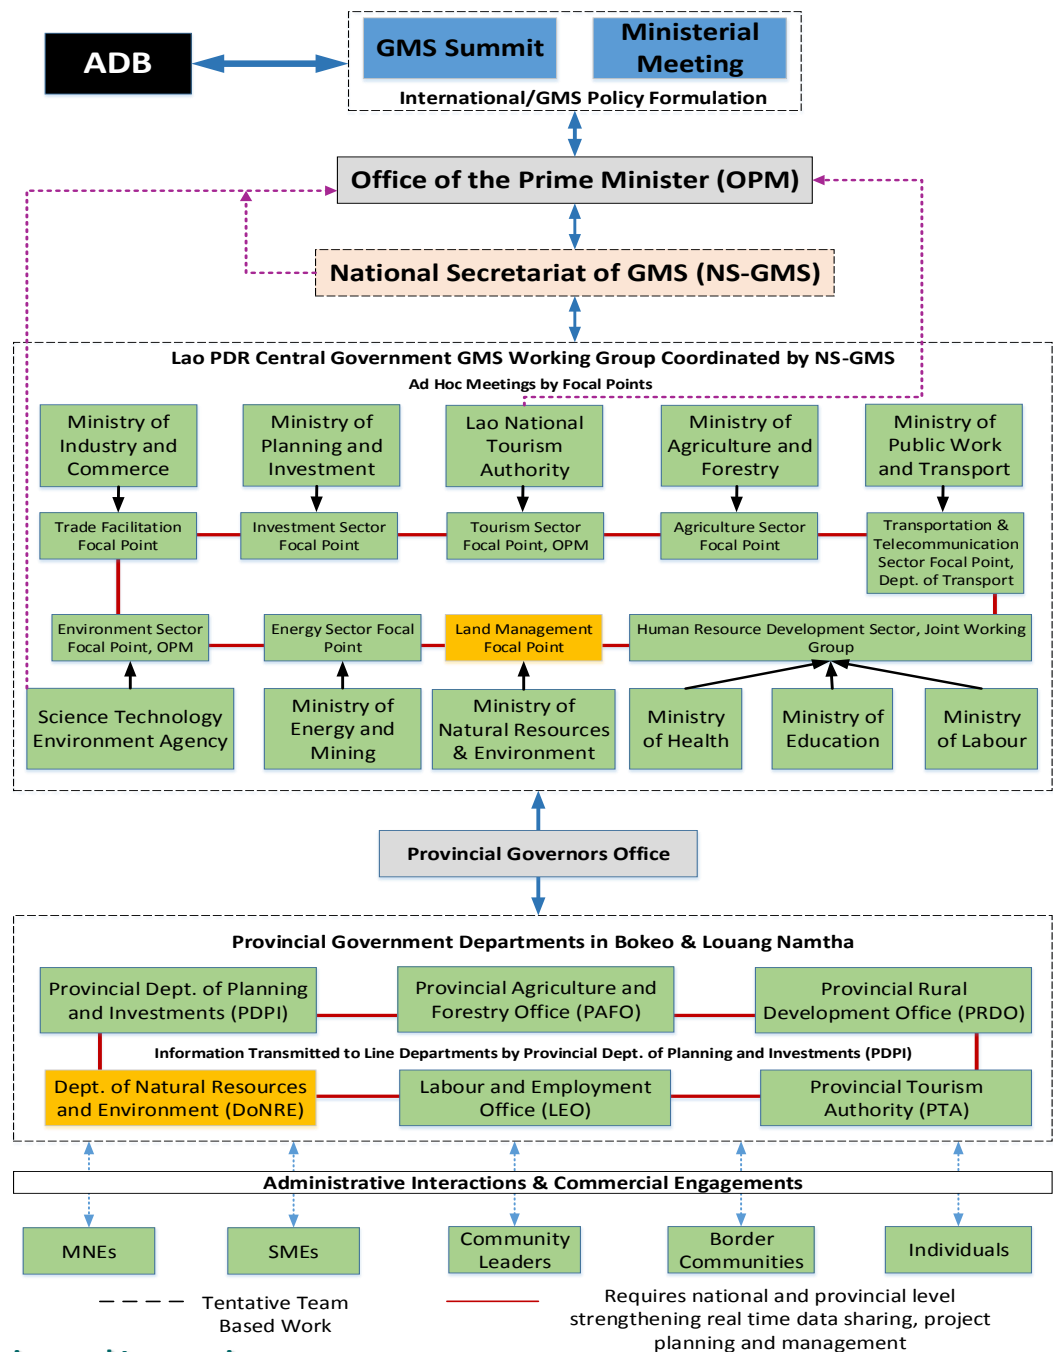 ADB
GMS Summit
Ministerial
Meeting
International/GMS Policy Formulation
Office of the Prime Minister (OPM)
National Secretariat of GMS (NS-GMS)
Lao PDR Central Government GMS Working Group Coordinated by NS-GMS
Ad Hoc Meetings by Focal Points
Ministry of
Industry and
Commerce
Ministry of
Planning and
Investment
Lao National
Tourism
Authority
Ministry of
Agriculture and
Forestry
Ministry of
Public Work
and Transport
Trade Facilitation
Focal Point
Investment Sector
Focal Point
Tourism Sector
Focal Point, OPM
Agriculture Sector
Focal Point
Transportation &
Telecommunication
Sector Focal Point,
Dept. of Transport
Environment Sector
Focal Point, OPM
Energy Sector Focal
Point
Land Management
Focal Point
Human Resource Development Sector, Joint Working
Group
Science Technology
Environment Agency
Ministry of
Energy and
Mining
Ministry of
Natural Resources
& Environment
Ministry
of Health
Ministry of
Education
Ministry
of Labour
Provincial Governors Office
Provincial Government Departments in Bokeo & Louang Namtha
Provincial Dept. of Planning
and Investments (PDPI)
Provincial Agriculture and
Forestry Office (PAFO)
Provincial Rural
Development Office (PRDO)
Information Transmitted to Line Departments by Provincial Dept. of Planning and Investments (PDPI)
Dept. of Natural Resources
and Environment (DoNRE)
Labour and Employment
Office (LEO)
Provincial Tourism
Authority (PTA)
Administrative Interactions & Commercial Engagements
MNEs
SMEs
Community
Leaders
Border
Communities
Individuals
Tentative Team
Based Work
Requires national and provincial level
strengthening real time data sharing, project
planning and management